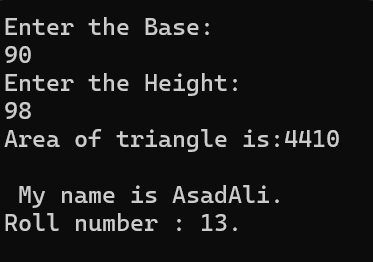 Enter the Base:
90
Enter the Height:
98
Area of triangle is:4410
My name is AsadAli.
Roll number : 13.